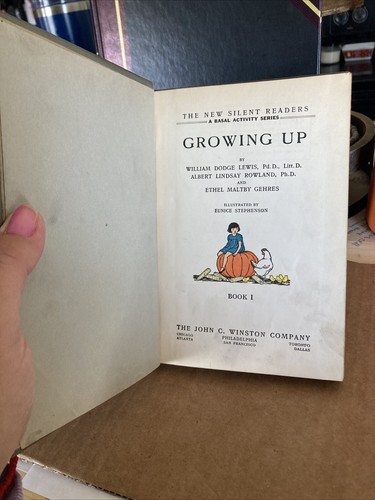 THE NEW SILENT READERS
A BASAL ACTIVITY SERIES
GROWING UP
BY
WILLIAM DODGE LEWIS, Pd.D., Litt.D.
ALBERT LINDSAY ROWLAND, Ph.D.
AND
ETHEL MALTBY GEHRES
ILLUSTRATED BY
EUNICE STEPHENSON
BOOK I
THE JOHN C. WINSTON COMPANY
CHICAGO PHILADELPHIA TORONTO
ATLANTA SAN FRANCISCO DALLAS